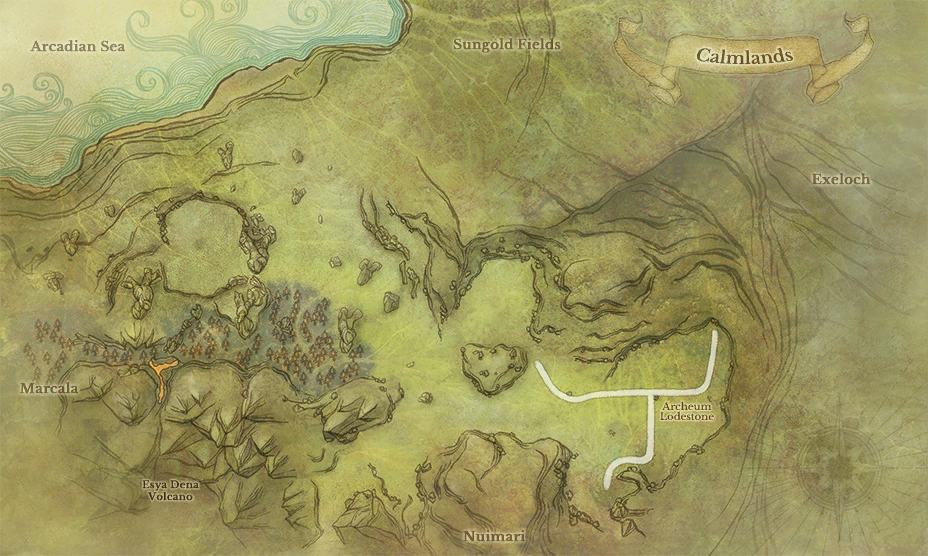 Arcadian Sea
Sungold Fields
Calmlands
Exeloch
Marcala
Archeum
Lodestone
Esya Dena
Volcano
Nuimari